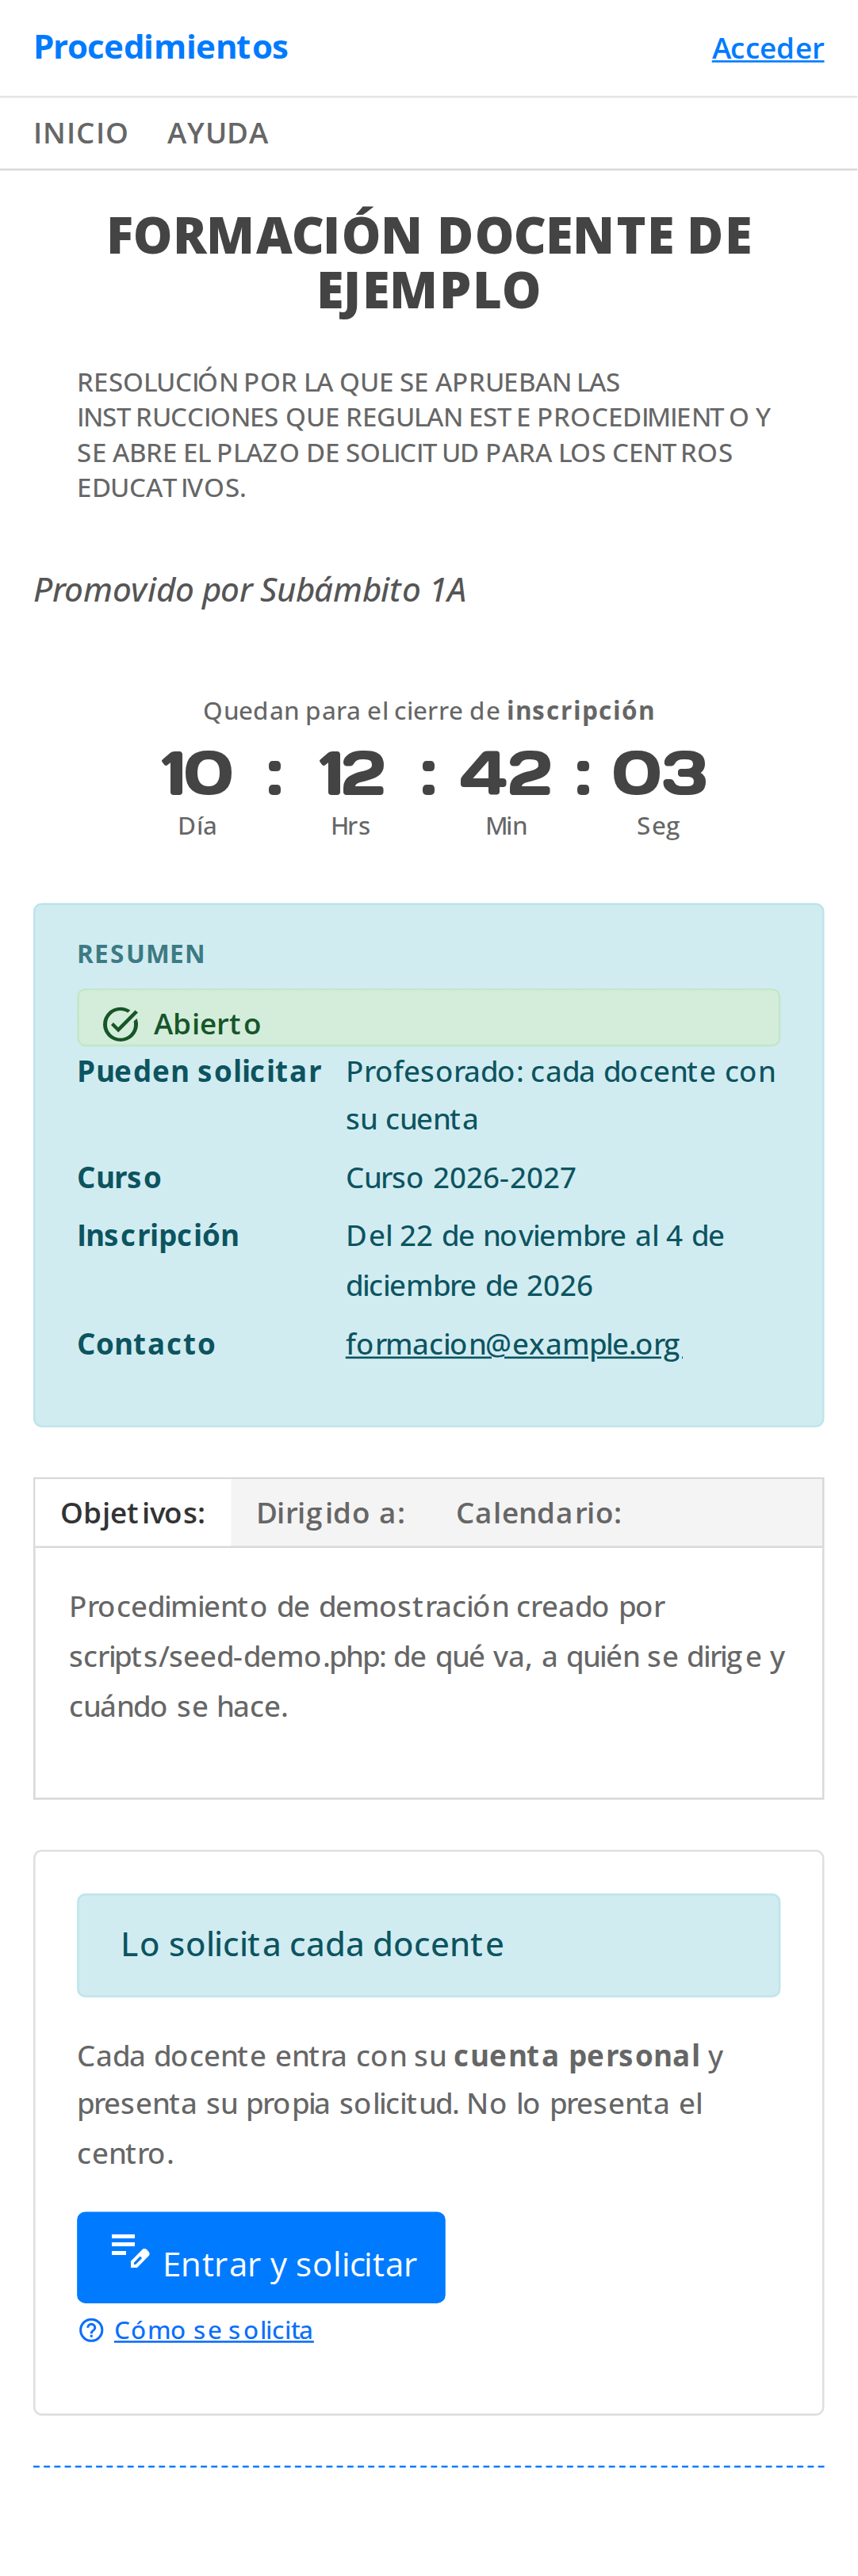 Procedimientos
Acceder
INICIO AYUDA
FORMACIÓN DOCENTE DE
EJEMPLO
RESOLUCIÓN POR LA QUE SE APRUEBAN LAS
INSTRUCCIONES QUE REGULAN ESTE PROCEDIMIENTO Y
SE ABRE EL PLAZO DE SOLICITUD PARA LOS CENTROS
EDUCATIVOS.
Promovido por Subámbito 1A
Quedan para el cierre de inscripción
10 : 12 : 42 : 03
Día Hrs Min Seg
RESUMEN
Abierto
Pueden solicitar Profesorado: cada docente con
su cuenta
Curso Curso 2026-2027
Inscripción Del 22 de noviembre al 4 de
diciembre de 2026
Contacto formacion@example.org
Objetivos: Dirigido a: Calendario:
Procedimiento de demostración creado por
scripts/seed-demo.php: de qué va, a quién se dirige y
cuándo se hace.
Lo solicita cada docente
Cada docente entra con su cuenta personal y
presenta su propia solicitud. No lo presenta el
centro.
Entrar y solicitar
Cómo se solicita